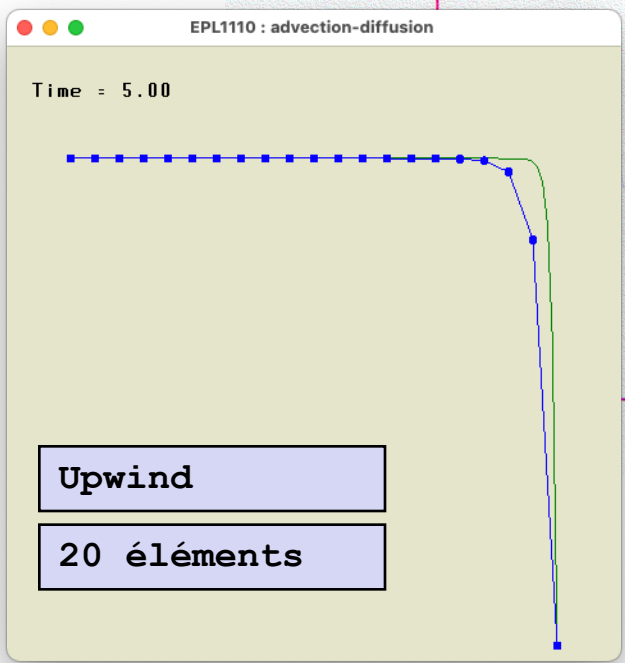 EPL1110 : advection-diffusion
Time = 5.00
Upwind
20 éléments